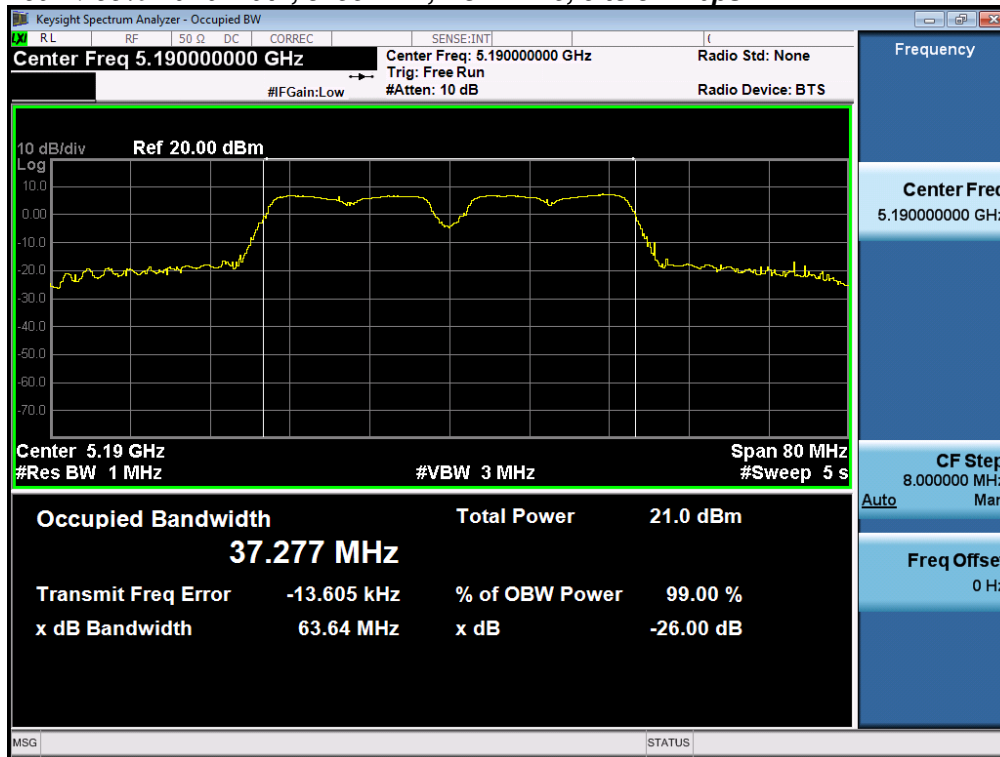 Keysight Spectrum Analyzer - Occupied BW
LXI RL RF 50 Ω DC CORREC SENSE:INT
Center Freq 5.190000000 GHz
Center Freq: 5.190000000 GHz
Radio Std: None
Trig: Free Run
#IFGain:Low
#Atten: 10 dB
Radio Device: BTS
10 dB/div Ref 20.00 dBm
Log
10.0
0.00
-10.0
-20.0
-30.0
-40.0
-50.0
-60.0
-70.0
Center 5.19 GHz Span 80 MHz
#Res BW 1 MHz #VBW 3 MHz #Sweep 5 s
Occupied Bandwidth
37.277 MHz
Total Power 21.0 dBm
Transmit Freq Error -13.605 kHz
% of OBW Power 99.00 %
x dB Bandwidth 63.64 MHz
x dB -26.00 dB
Frequency
Center Freq
5.190000000 GHz
CF Step
8.000000 MHz
Auto Man
Freq Offset
0 Hz
MSG STATUS